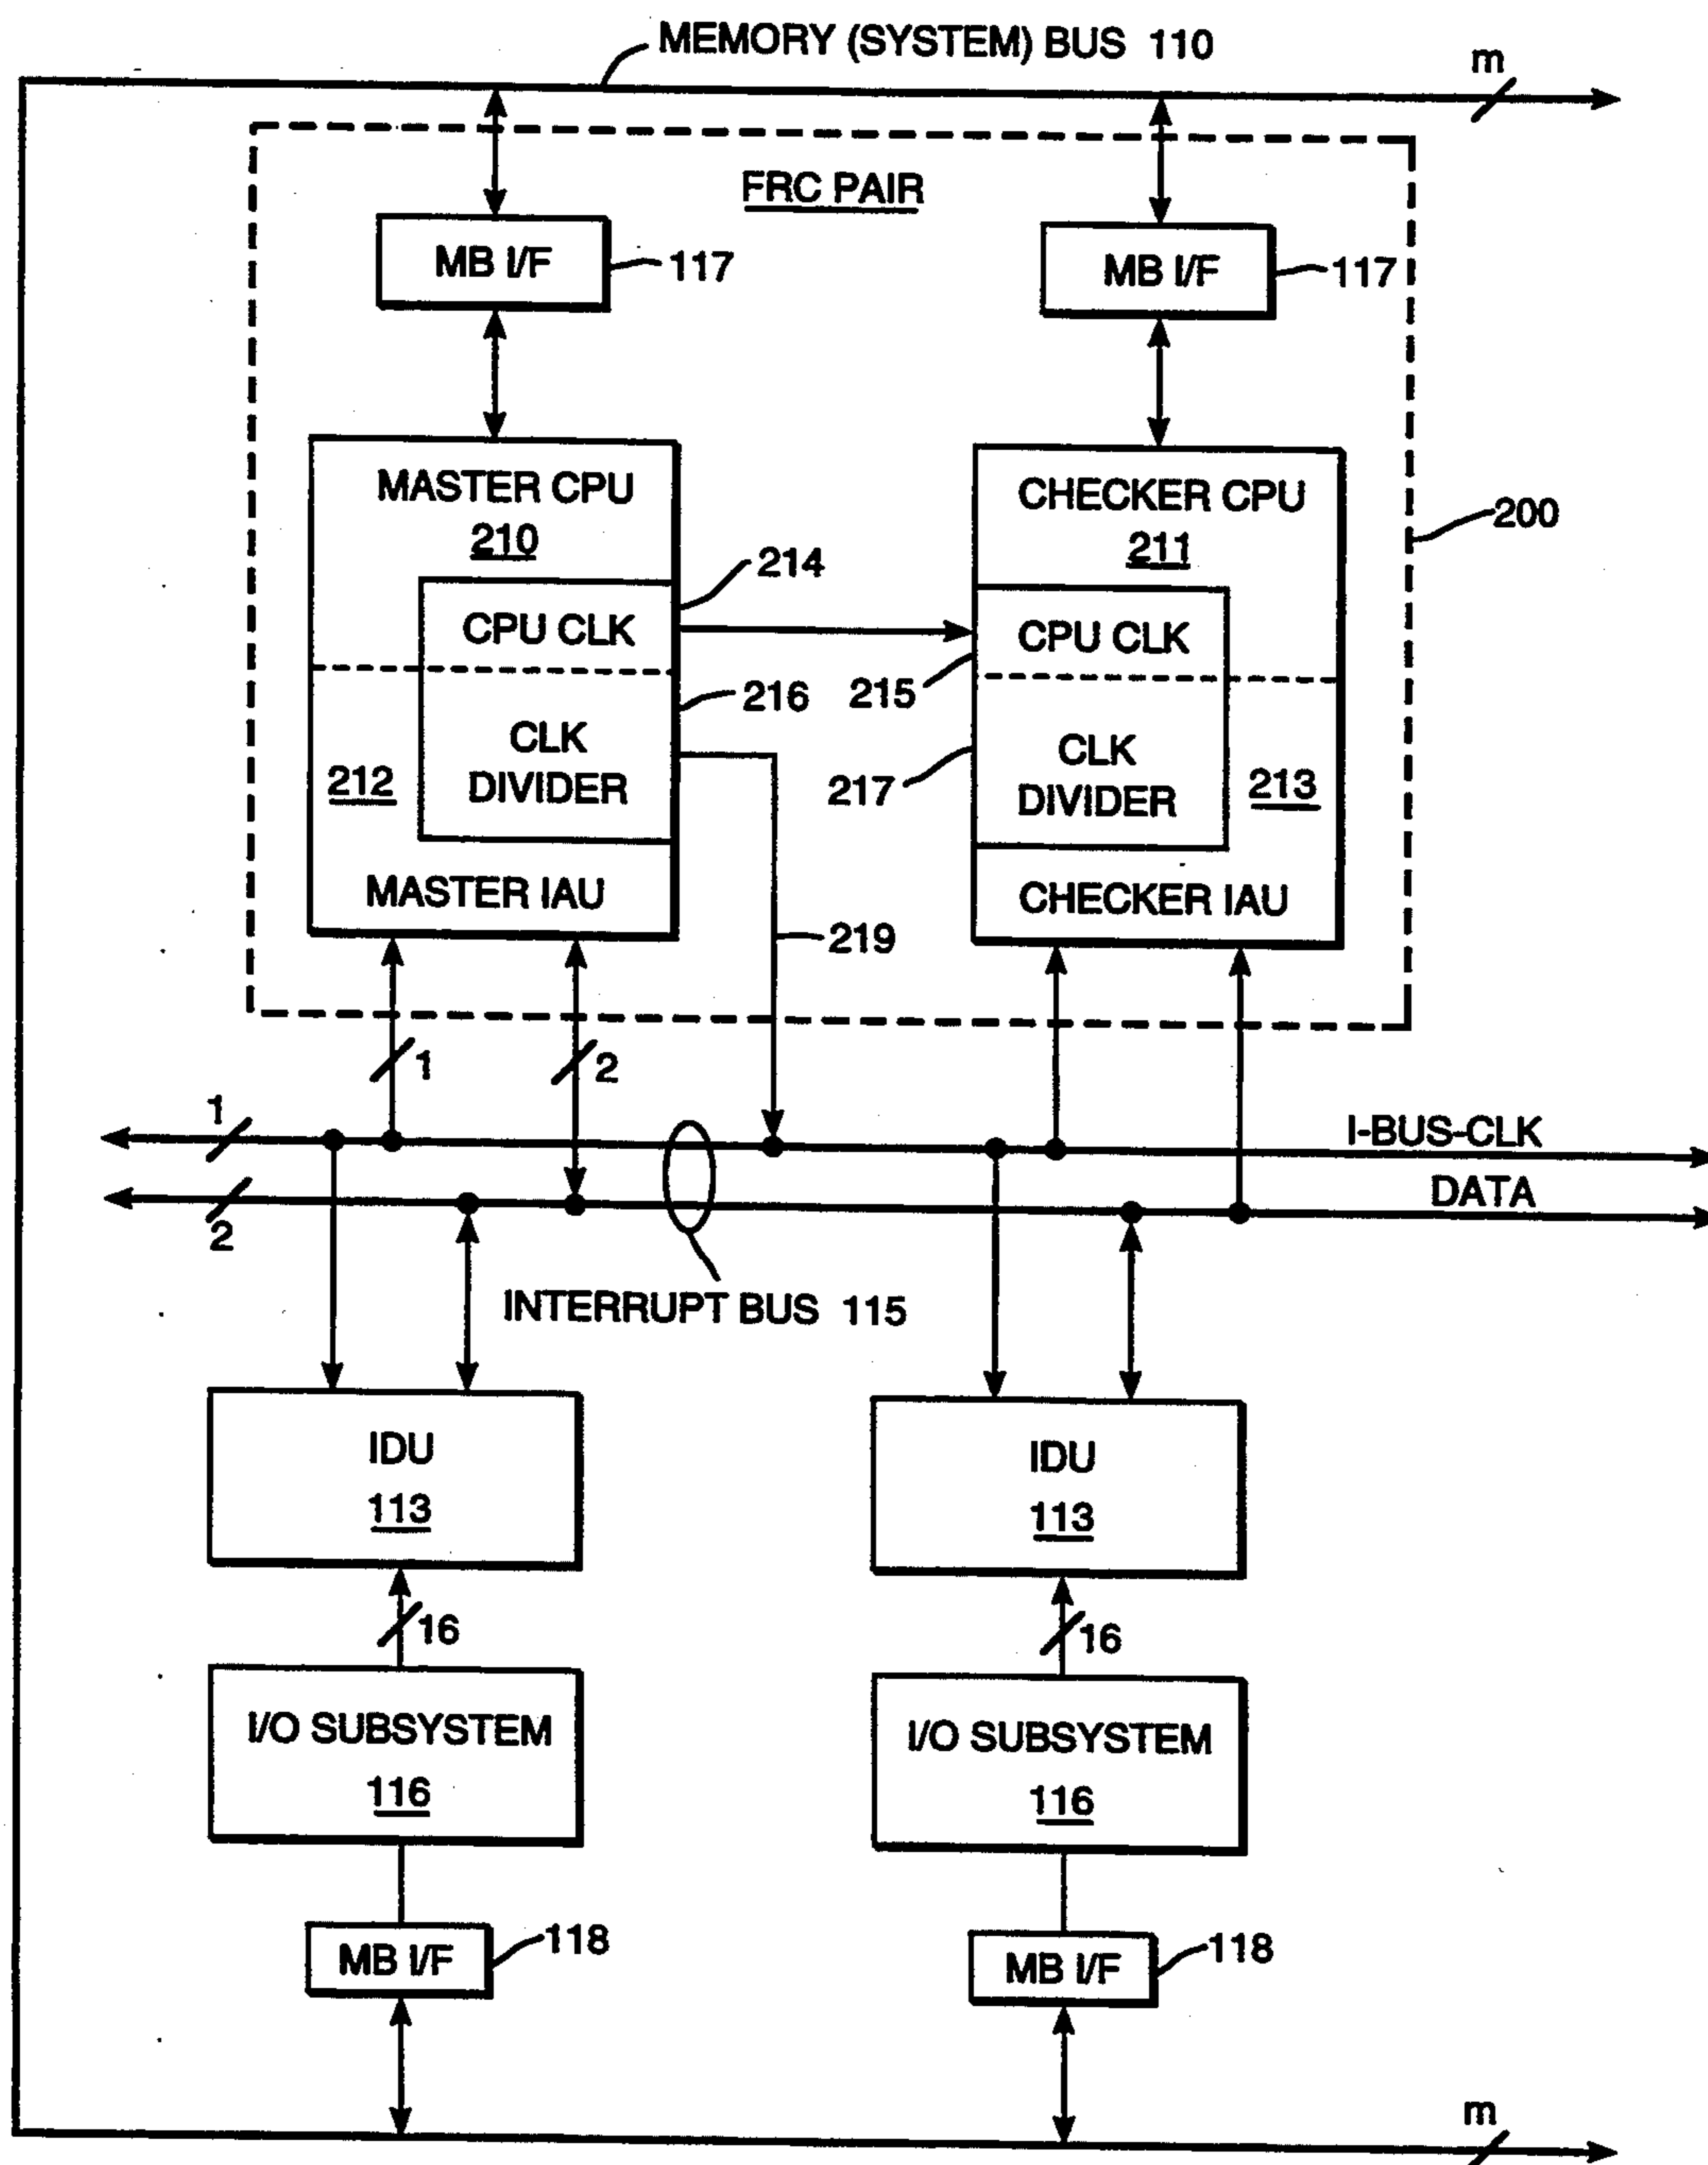 MEMORY (SYSTEM) BUS 110
m
FRC PAIR
MB I/F
117
MB I/F
117
MASTER CPU
210
CHECKER CPU
211
200
214
CPU CLK
CPU CLK
216
215
CLK
DIVIDER
212
217
CLK
DIVIDER
213
MASTER IAU
219
CHECKER IAU
1
2
1
I-BUS-CLK
2
DATA
INTERRUPT BUS 115
IDU
113
IDU
113
16
16
I/O SUBSYSTEM
116
I/O SUBSYSTEM
116
MB I/F
118
MB I/F
118
m